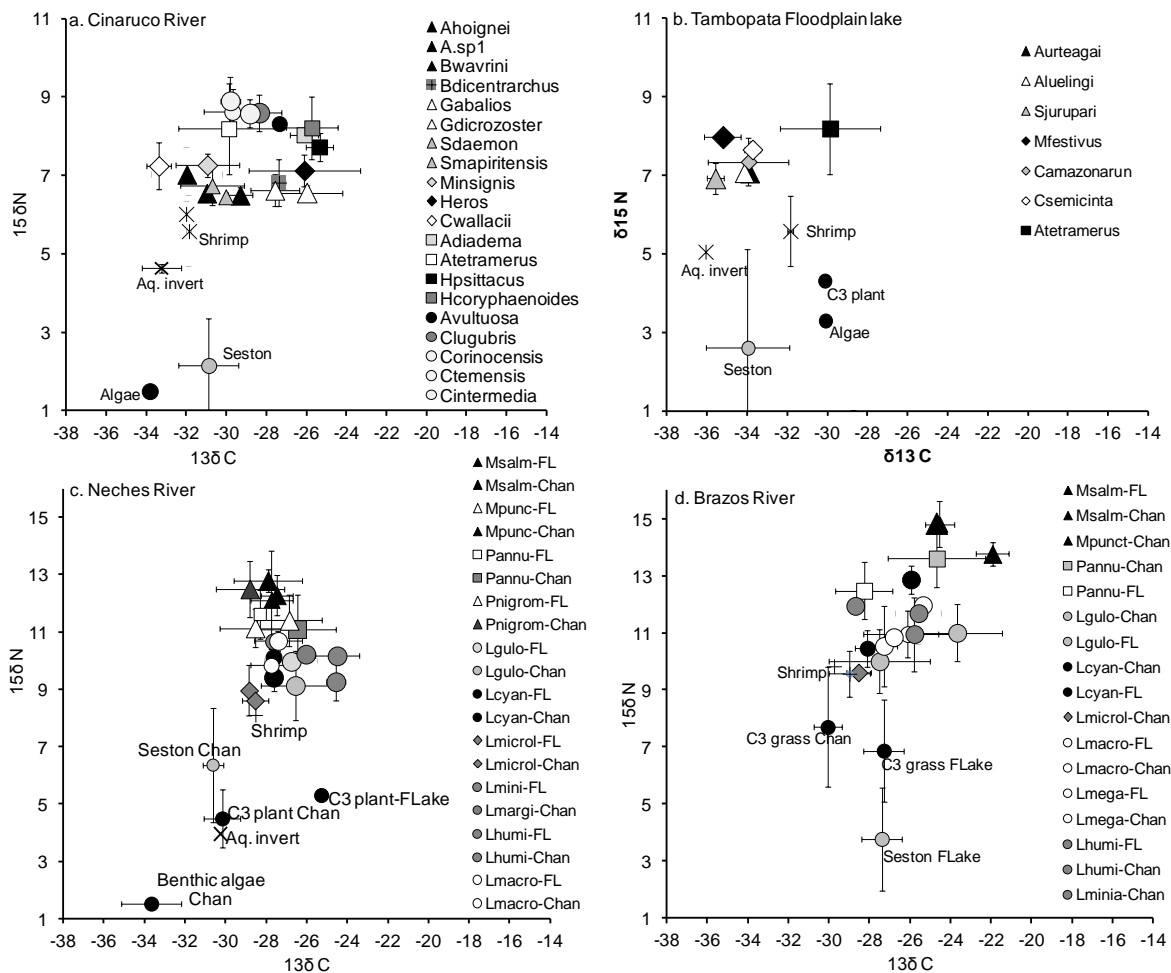 a. Cinaruco River
11
9
7
5
3
1
15 δN
-38 -36 -34 -32 -30 -28 -26 -24 -22 -20 -18 -16 -14
13δ C
Shrimp
Aq. invert
Seston
Algae
Ahoignei
A.sp1
Bwavrini
Bdicentrarchus
Gabalios
Gdicrozoster
Sdaemon
Smapiritensis
Minsignis
Heros
Cwallacii
Adiadema
Atetramerus
Hpsittacus
Hcoryphaenoides
Avultuosa
Clugubris
Corinocensis
Ctemensis
Cintermedia
b. Tambopata Floodplain lake
11
9
7
5
3
1
δ15 N
-38 -36 -34 -32 -30 -28 -26 -24 -22 -20 -18 -16 -14
δ13 C
Shrimp
Aq. invert
C3 plant
Algae
Seston
Aurteagai
Aluelingi
Sjurupari
Mfestivus
Camazonarun
Csemicinta
Atetramerus
c. Neches River
15
13
11
9
7
5
3
1
15δN
-38 -36 -34 -32 -30 -28 -26 -24 -22 -20 -18 -16 -14
13δ C
Shrimp
Seston Chan
C3 plant-FLake
C3 plant Chan
Aq. invert
Benthic algae
Chan
Msalm-FL
Msalm-Chan
Mpunc-FL
Mpunc-Chan
Pannu-FL
Pannu-Chan
Pnigrom-FL
Pnigrom-Chan
Lgulo-FL
Lgulo-Chan
Lcyan-FL
Lcyan-Chan
Lmicrol-FL
Lmicrol-Chan
Lmini-FL
Lmargi-Chan
Lhumi-FL
Lhumi-Chan
Lmacro-FL
Lmacro-Chan
d. Brazos River
15
13
11
9
7
5
3
1
15δN
-38 -36 -34 -32 -30 -28 -26 -24 -22 -20 -18 -16 -14
13δ C
Shrimp
C3 grass Chan
C3 grass FLake
Seston FLake
Msalm-FL
Msalm-Chan
Mpunct-Chan
Pannu-Chan
Pannu-FL
Lgulo-Chan
Lgulo-FL
Lcyan-Chan
Lcyan-FL
Lmicrol-Chan
Lmacro-FL
Lmacro-Chan
Lmega-FL
Lmega-Chan
Lhumi-FL
Lhumi-Chan
Lminia-Chan